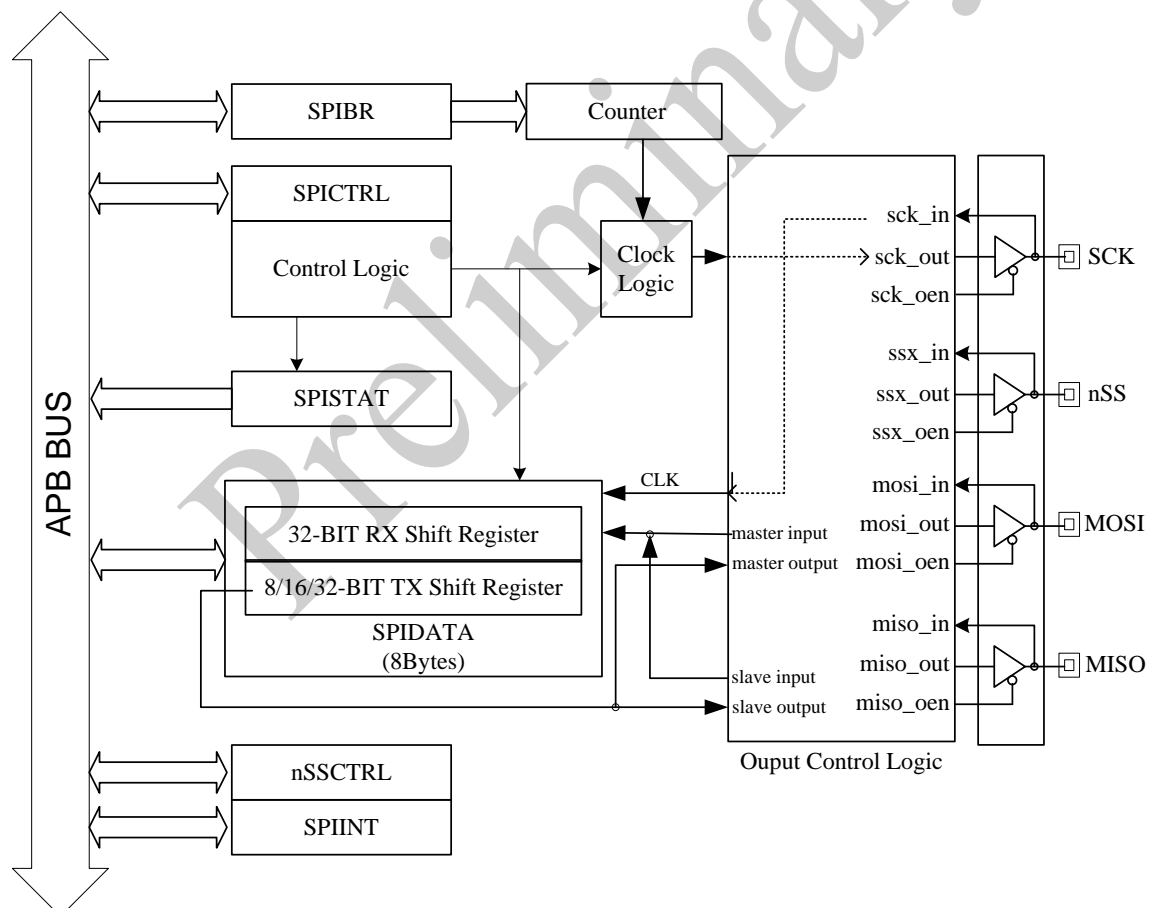 Preliminary
APB BUS
SPIBR
Counter
SPICTRL
Control Logic
Clock
Logic
SPISTAT
CLK
32-BIT RX Shift Register
8/16/32-BIT TX Shift Register
SPIDATA
(8Bytes)
nSSCTRL
SPIINT
master input
master output
slave input
slave output
sck_in
sck_out
sck_oen
ssx_in
ssx_out
ssx_oen
mosi_in
mosi_out
mosi_oen
miso_in
miso_out
miso_oen
Ouput Control Logic
SCK
nSS
MOSI
MISO